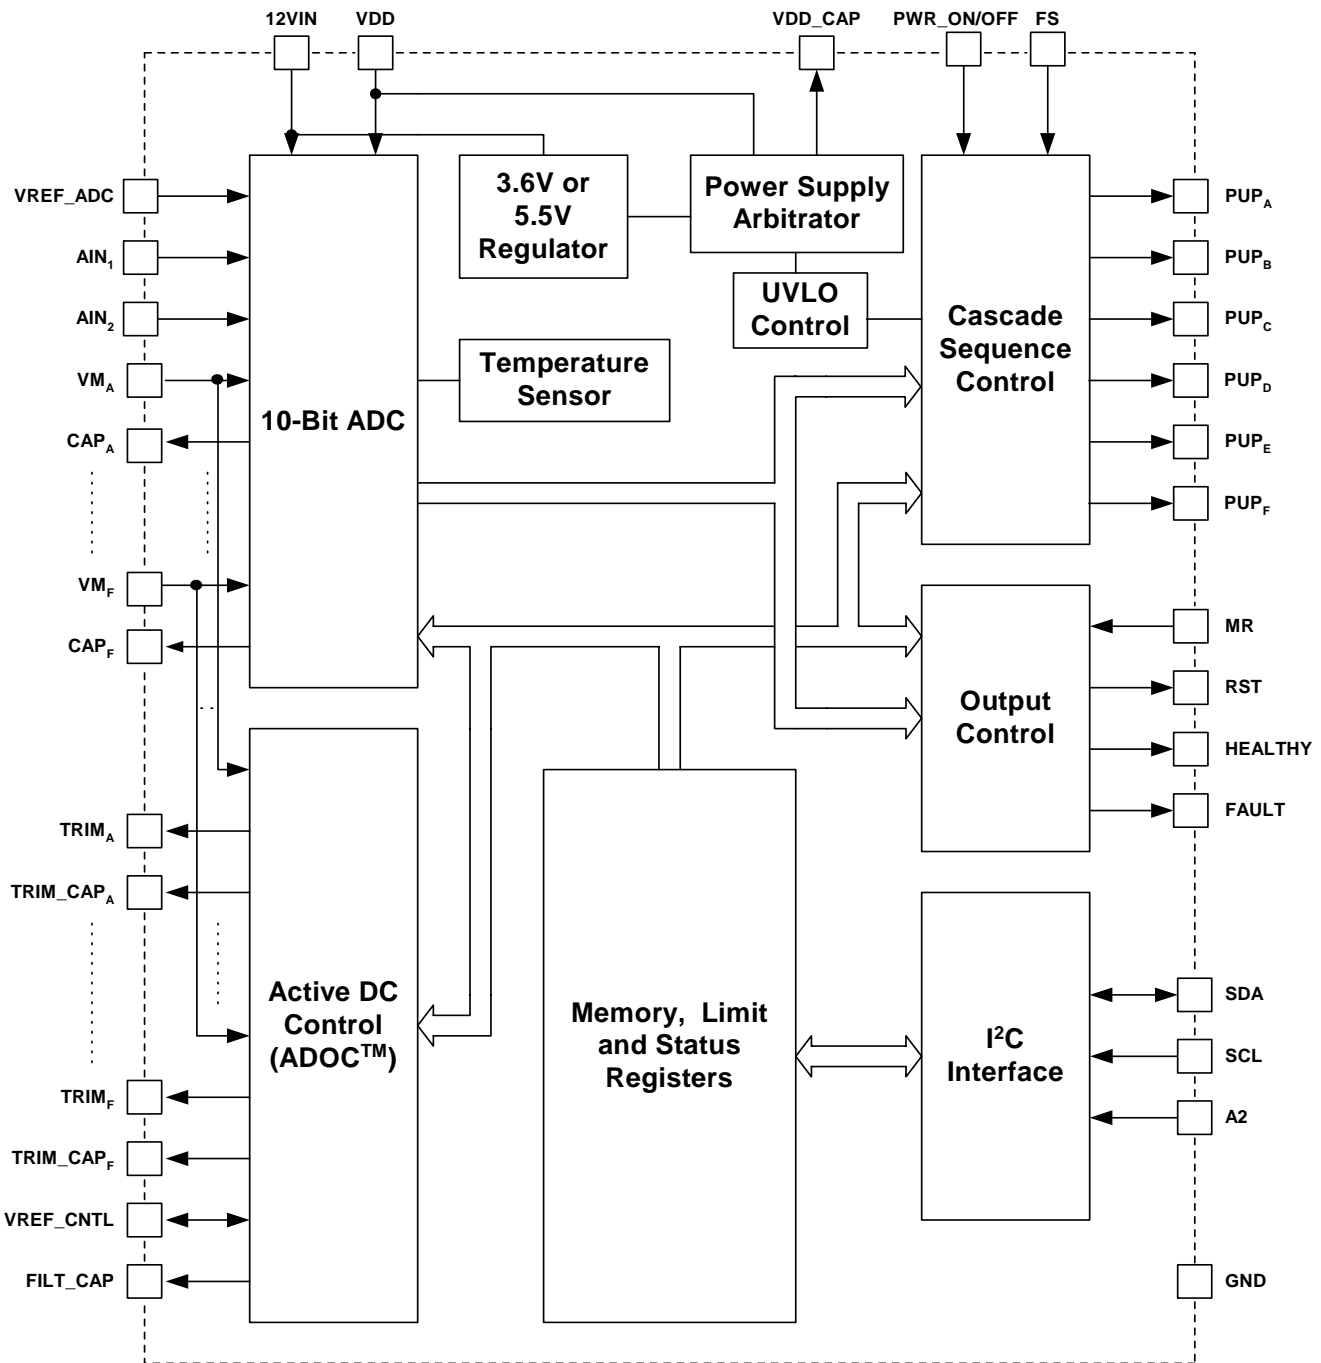 12VIN
VDD
VDD_CAP
PWR_ON/OFF
FS
VREF_ADC
AIN1
AIN2
VMA
CAPA
VMF
CAPF
TRIMA
TRIM_CAPA
TRIMF
TRIM_CAPF
VREF_CNTL
FILT_CAP
10-Bit ADC
3.6V or
5.5V
Regulator
Power Supply
Arbitrator
UVLO
Control
Temperature
Sensor
Cascade
Sequence
Control
Output
Control
Active DC
Control
(ADOC™)
Memory, Limit
and Status
Registers
I²C
Interface
PUPA
PUPB
PUPC
PUPD
PUPE
PUPF
MR
RST
HEALTHY
FAULT
SDA
SCL
A2
GND